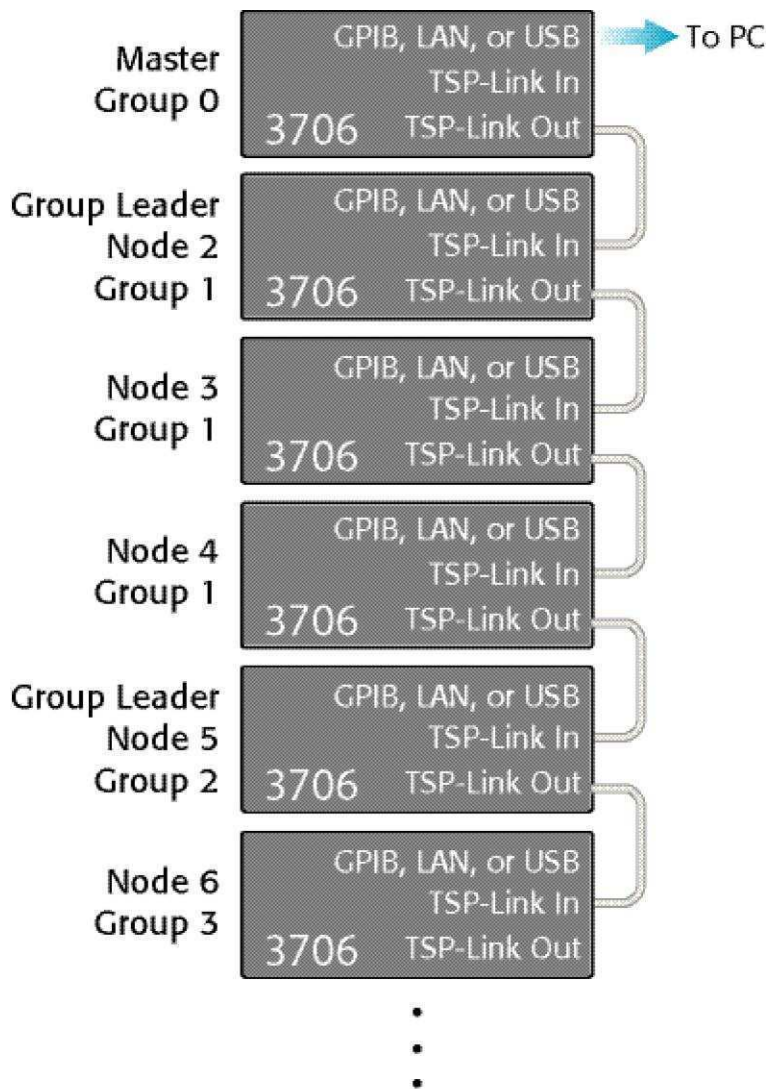 Master
Group 0
GPIB, LAN, or USB
To PC
TSP-Link In
3706 TSP-Link Out
Group Leader
Node 2
Group 1
GPIB, LAN, or USB
TSP-Link In
3706 TSP-Link Out
Node 3
Group 1
GPIB, LAN, or USB
TSP-Link In
3706 TSP-Link Out
Node 4
Group 1
GPIB, LAN, or USB
TSP-Link In
3706 TSP-Link Out
Group Leader
Node 5
Group 2
GPIB, LAN, or USB
TSP-Link In
3706 TSP-Link Out
Node 6
Group 3
GPIB, LAN, or USB
TSP-Link In
3706 TSP-Link Out